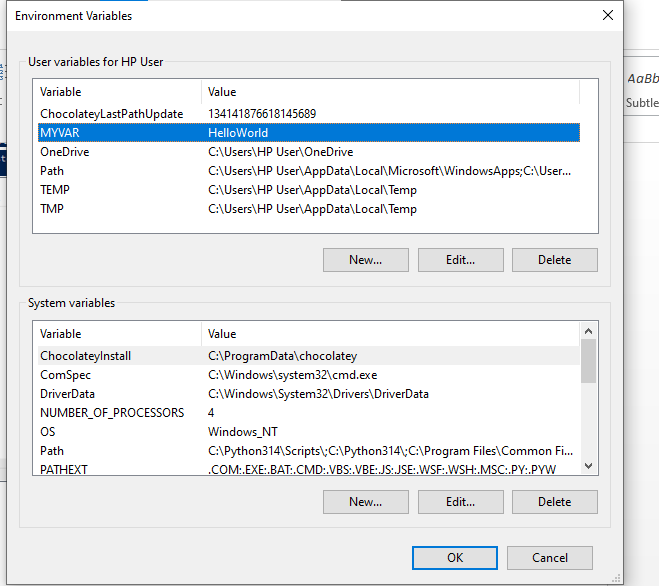 Environment Variables
User variables for HP User
Variable Value
ChocolateyLastPathUpdate 134141876618145689
MYVAR HelloWorld
OneDrive C:\Users\HP User\OneDrive
Path C:\Users\HP User\AppData\Local\Microsoft\WindowsApps;C:\User...
TEMP C:\Users\HP User\AppData\Local\Temp
TMP C:\Users\HP User\AppData\Local\Temp
New... Edit... Delete
System variables
Variable Value
ChocolateyInstall C:\ProgramData\chocolatey
ComSpec C:\Windows\system32\cmd.exe
DriverData C:\Windows\System32\Drivers\DriverData
NUMBER_OF_PROCESSORS 4
OS Windows_NT
Path C:\Python314\Scripts\;C:\Python314\;C:\Program Files\Common Fi...
PATHEXT .COM;.EXE;.BAT;.CMD;.VBS;.VBE;.JS;.JSE;.WSF;.WSH;.MSC;.PY;.PYW
New... Edit... Delete
OK Cancel
AaBb
Subtle